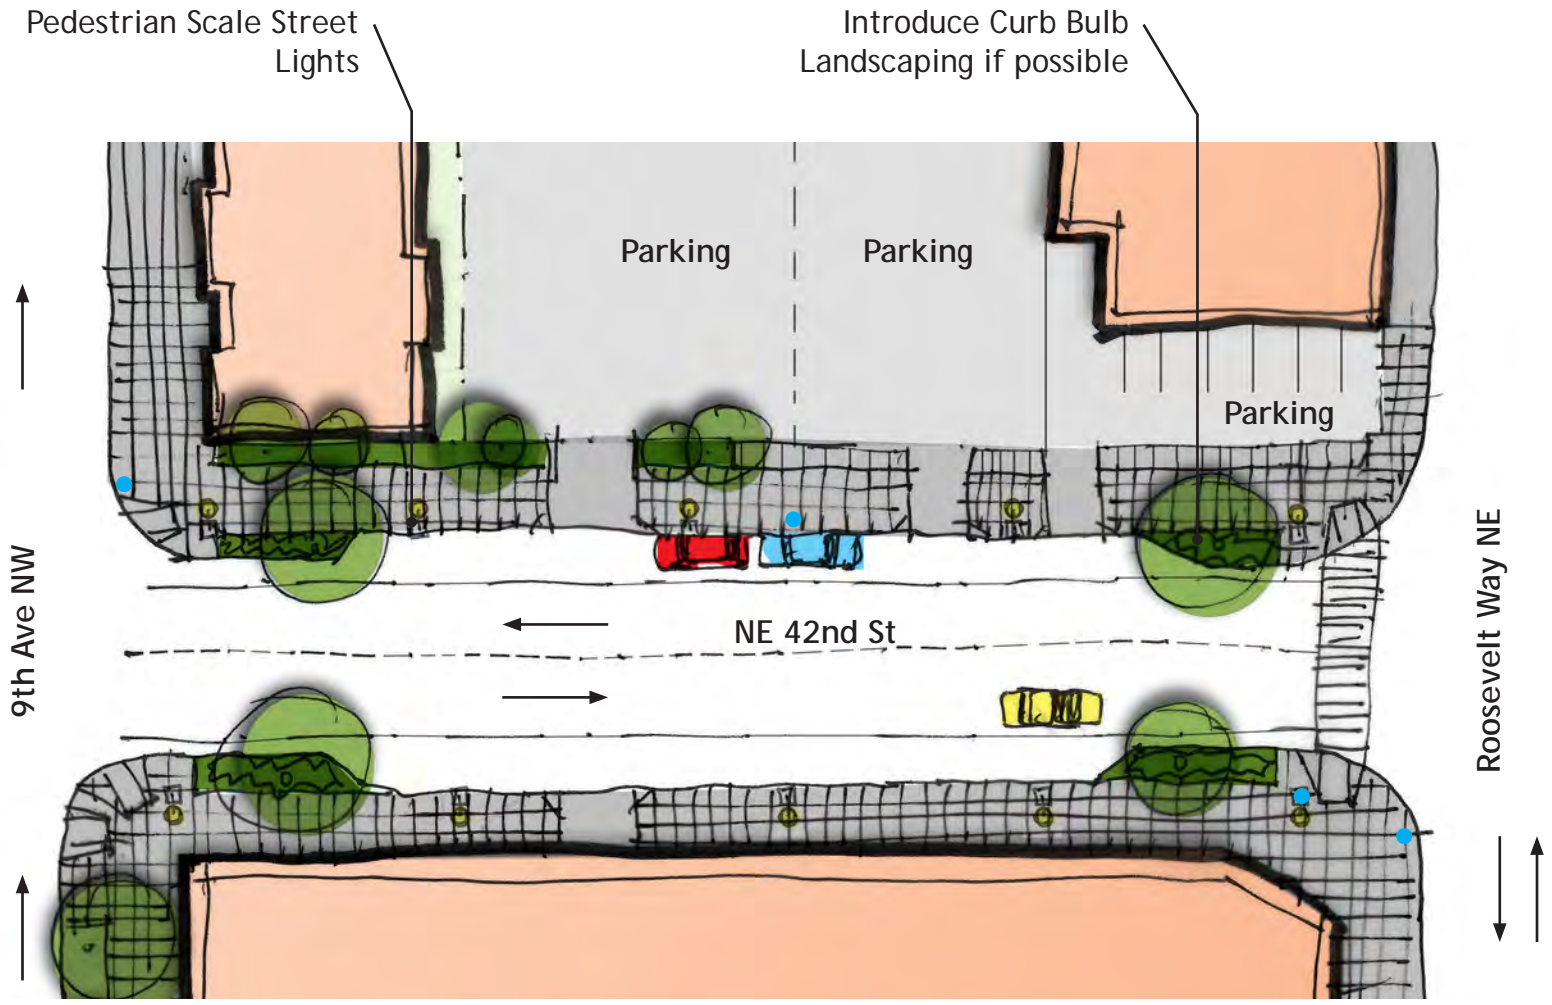 Pedestrian Scale Street
Lights
Introduce Curb Bulb
Landscaping if possible
Parking
Parking
Parking
9th Ave NW
NE 42nd St
Roosevelt Way NE